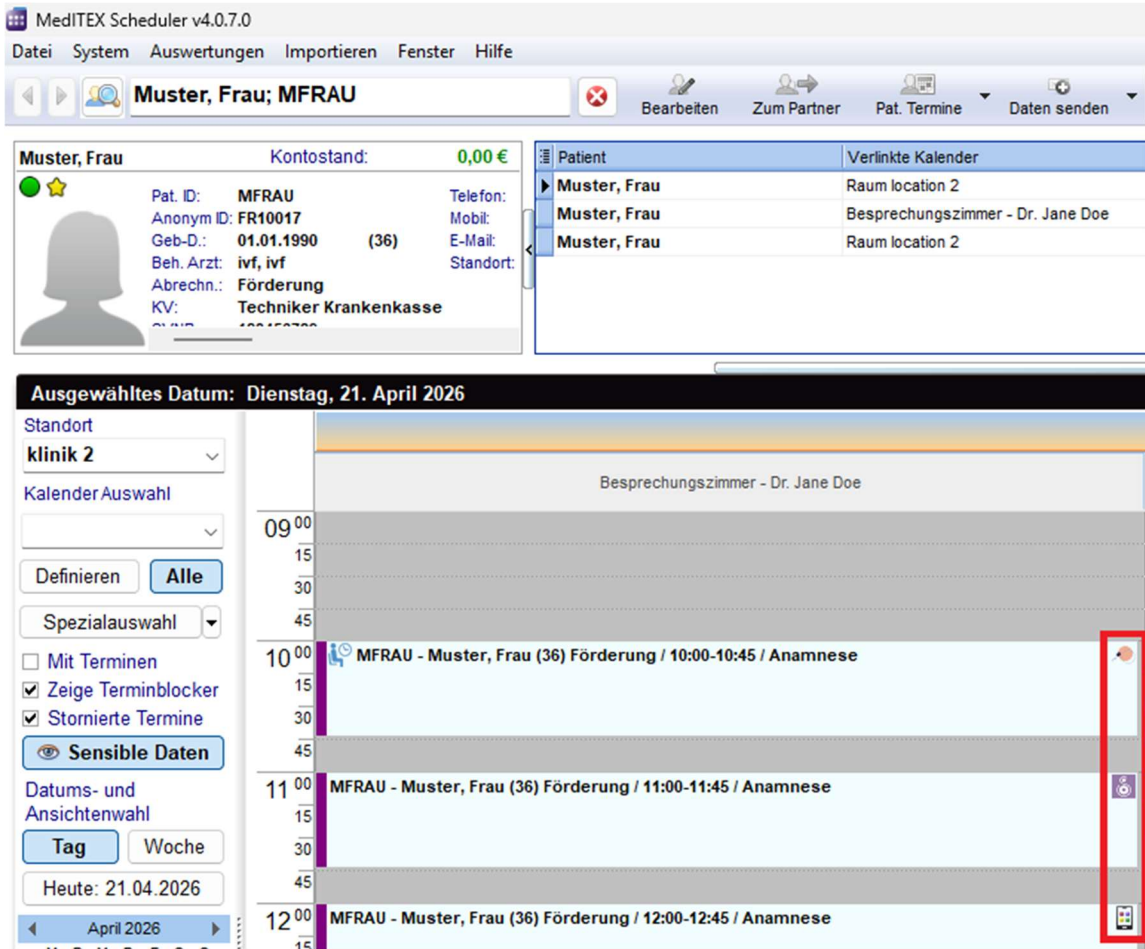 MedITEX Scheduler v4.0.7.0
Datei System Auswertungen Importieren Fenster Hilfe
Muster, Frau; MFRAU
Bearbeiten Zum Partner Pat. Termine Daten senden
Muster, Frau Kontostand: 0,00 €
Pat. ID: MFRAU Telefon:
Anonym ID: FR10017 Mobil:
Geb-D.: 01.01.1990 (36) E-Mail:
Beh. Arzt: ivf, ivf Standort:
Abrechn.: Förderung
KV: Techniker Krankenkasse
Patient Verlinkte Kalender
Muster, Frau Raum location 2
Muster, Frau Besprechungszimmer - Dr. Jane Doe
Muster, Frau Raum location 2
Ausgewähltes Datum: Dienstag, 21. April 2026
Standort
klinik 2
Kalender Auswahl
Definieren Alle
Spezialauswahl
Mit Terminen
Zeige Terminblocker
Stornierte Termine
Sensible Daten
Datums- und
Ansichtenwahl
Tag Woche
Heute: 21.04.2026
April 2026
Besprechungszimmer - Dr. Jane Doe
09 00
15
30
45
10 00 MFRAU - Muster, Frau (36) Förderung / 10:00-10:45 / Anamnese
15
30
45
11 00 MFRAU - Muster, Frau (36) Förderung / 11:00-11:45 / Anamnese
15
30
45
12 00 MFRAU - Muster, Frau (36) Förderung / 12:00-12:45 / Anamnese
15